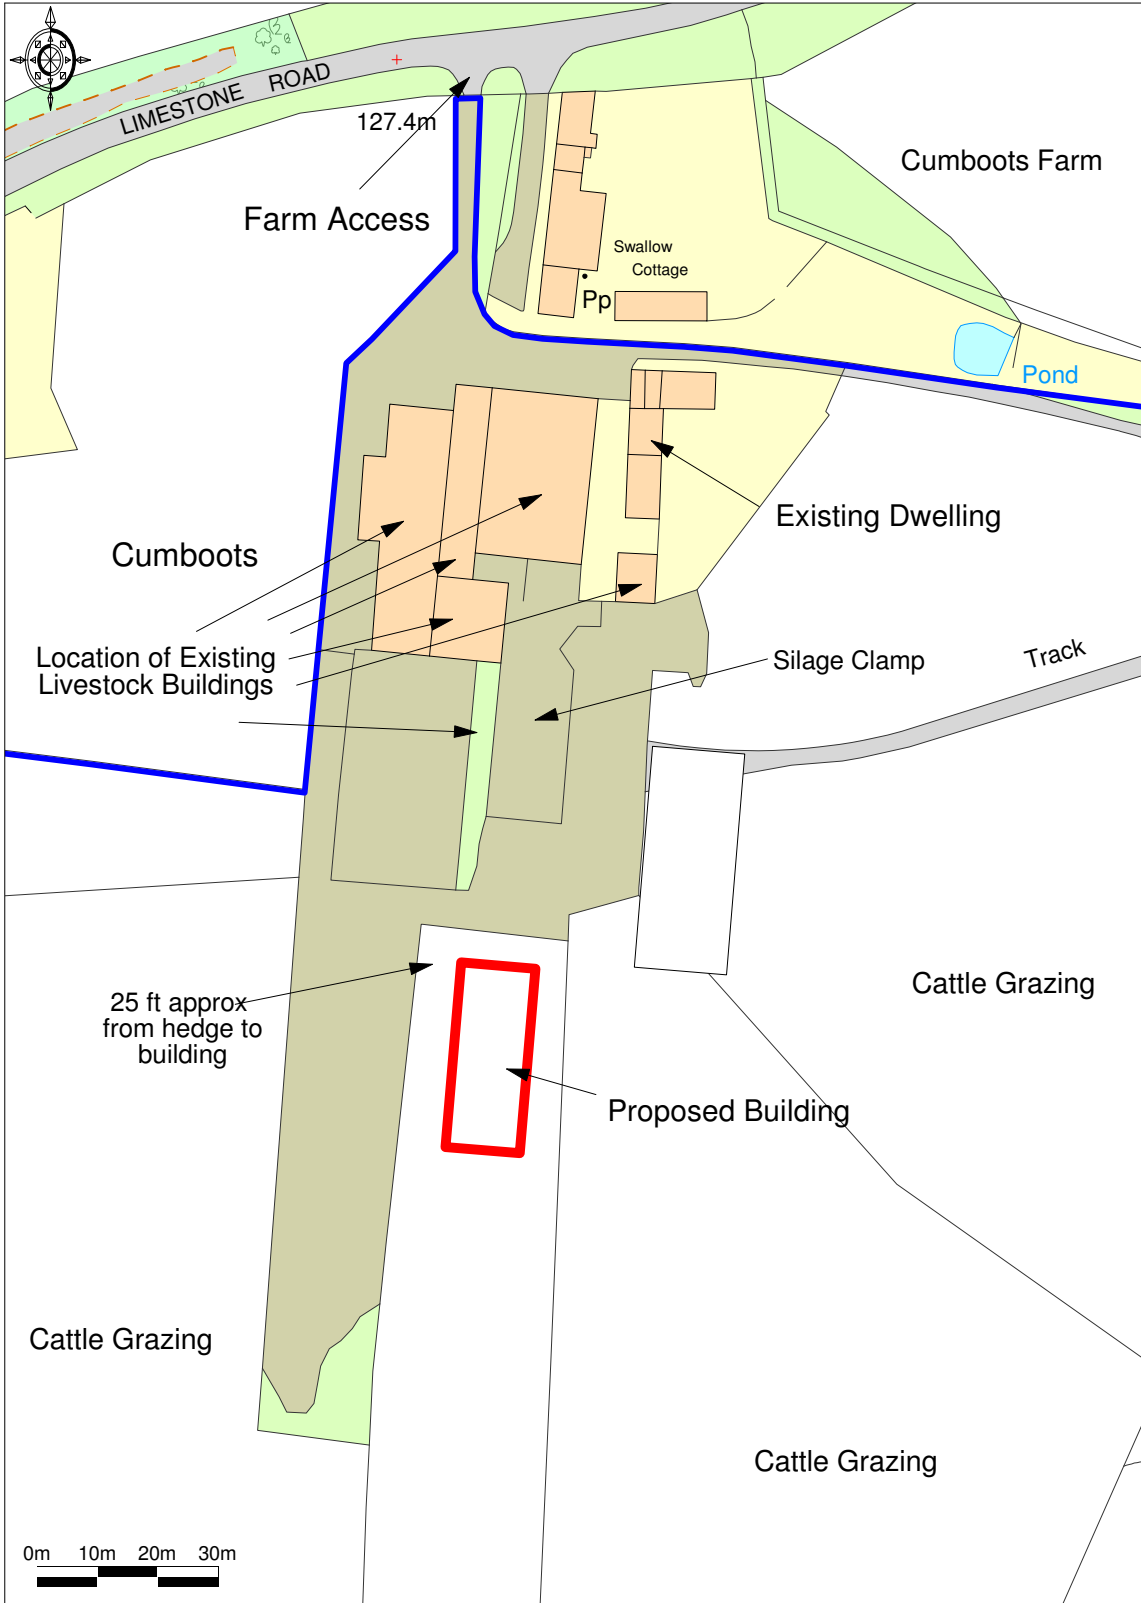 LIMESTONE ROAD
127.4m
Cumboots Farm
Farm Access
Swallow
Cottage
Pp
Pond
Existing Dwelling
Cumboots
Location of Existing
Livestock Buildings
Silage Clamp
Track
Cattle Grazing
25 ft approx
from hedge to
building
Proposed Building
Cattle Grazing
Cattle Grazing
0m 10m 20m 30m